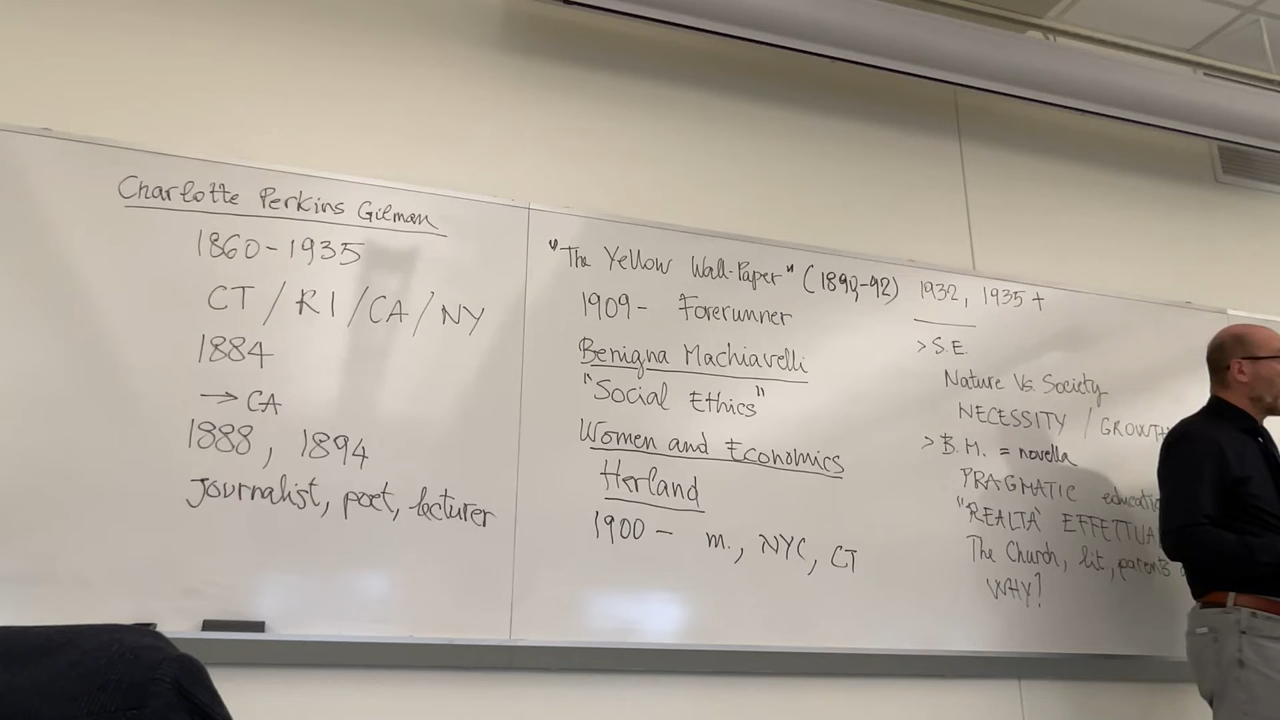 Charlotte Perkins Gilman
1860-1935
CT / RI / CA / NY
1884
→ CA
1888, 1894
Journalist, poet, lecturer
"The Yellow Wall-Paper" (1890-92) 1932, 1935+
1909- Forerunner
Benigna Machiavelli
"Social Ethics"
Women and Economics
Herland
1900 - m., NYC, CT
> S.E.
Nature Vs. Society
NECESSITY / GROWTH
> B.M. = novella
PRAGMATIC educatio
"REALTA' EFFETTUA
The Church, lit, parents
WHY?